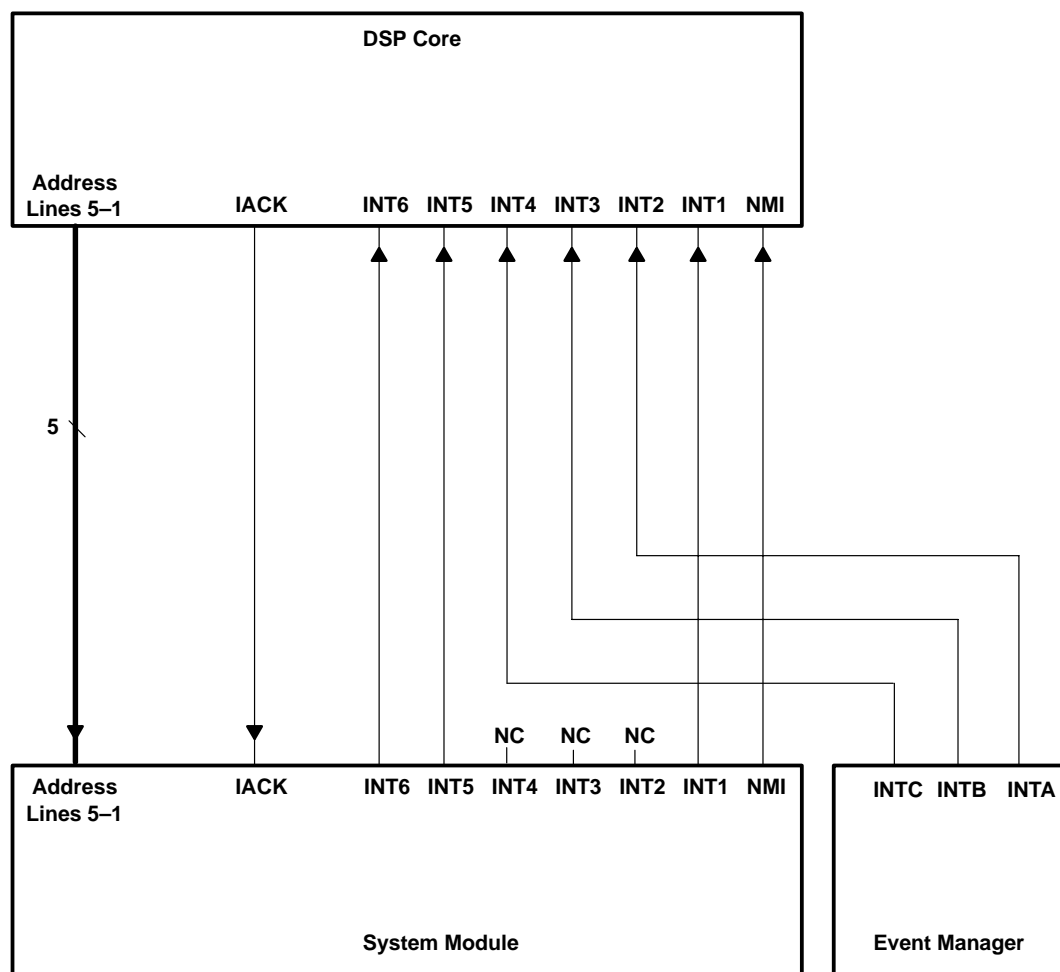 DSP Core
Address
Lines 5–1
IACK
INT6
INT5
INT4
INT3
INT2
INT1
NMI
5
NC
NC
NC
Address
Lines 5–1
IACK
INT6
INT5
INT4
INT3
INT2
INT1
NMI
INTC
INTB
INTA
System Module
Event Manager